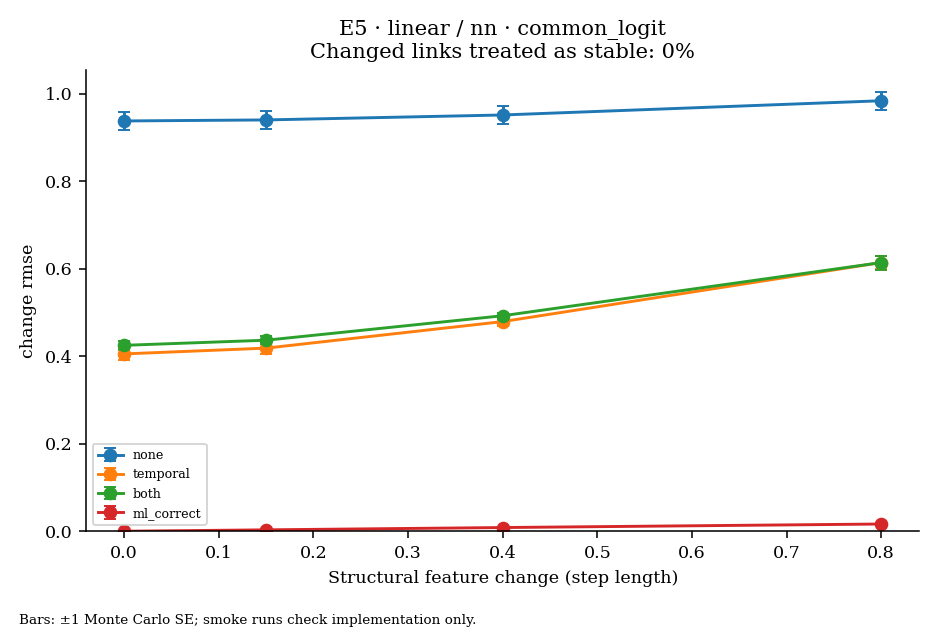 E5 · linear / nn · common_logit
Changed links treated as stable: 0%
change rmse
1.0
0.8
0.6
0.4
0.2
0.0
none
temporal
both
ml_correct
0.0 0.1 0.2 0.3 0.4 0.5 0.6 0.7 0.8
Structural feature change (step length)
Bars: ±1 Monte Carlo SE; smoke runs check implementation only.